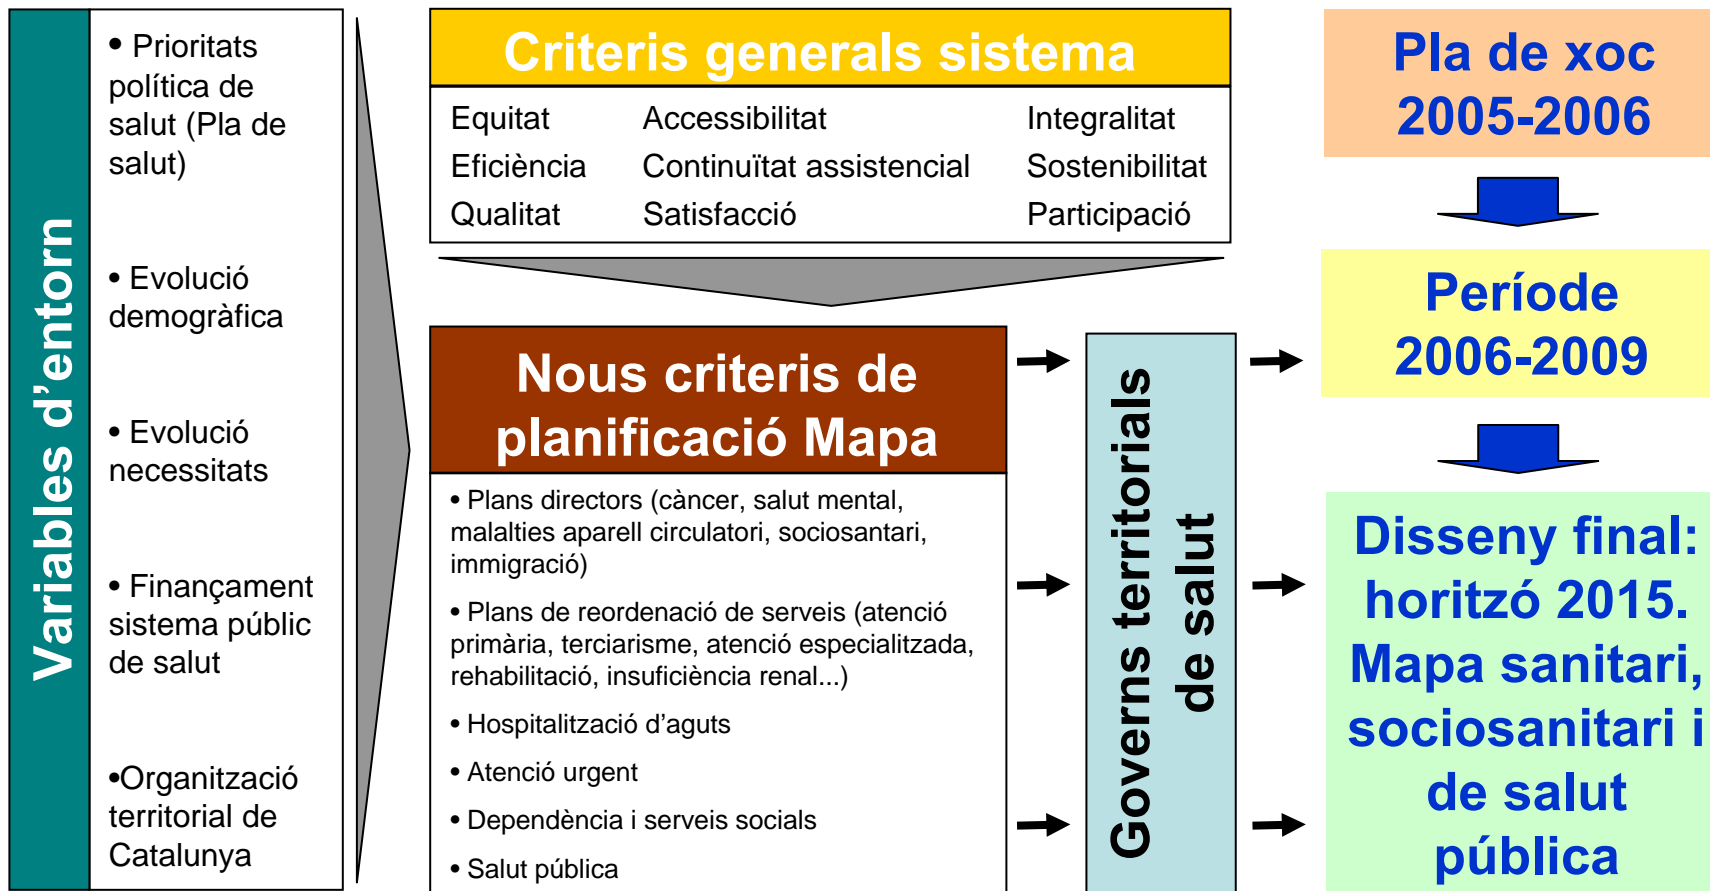 Variables d’entorn
• Prioritats
política de
salut (Pla de
salut)
• Evolució
demogràfica
• Evolució
necessitats
• Finançament
sistema públic
de salut
•Organització
territorial de
Catalunya
Criteris generals sistema
Equitat Accessibilitat Integralitat
Eficiència Continuïtat assistencial Sostenibilitat
Qualitat Satisfacció Participació
Nous criteris de
planificació Mapa
• Plans directors (càncer, salut mental,
malalties aparell circulatori, sociosantari,
immigració)
• Plans de reordenació de serveis (atenció
primària, terciarisme, atenció especialitzada,
rehabilitació, insuficiència renal...)
• Hospitalització d’aguts
• Atenció urgent
• Dependència i serveis socials
• Salut pública
Governs territorials
de salut
Pla de xoc
2005-2006
Període
2006-2009
Disseny final:
horitzó 2015.
Mapa sanitari,
sociosanitari i
de salut
pública